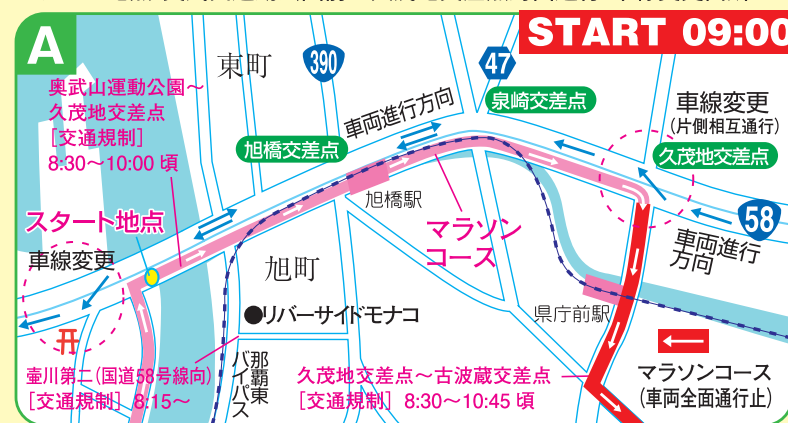 A
START 09:00
東町
390
47
奥武山運動公園～
久茂地交差点
[交通規制]
8:30～10:00 頃
車両進行方向
泉崎交差点
車線変更
(片側相互通行)
旭橋交差点
久茂地交差点
旭橋駅
スタート地点
マラソン
コース
58
車両進行
方向
車線変更
旭町
リバーサイドモナコ
県庁前駅
壷川第二(国道58号線向)
[交通規制] 8:15～
那覇東
バイパス
久茂地交差点～古波蔵交差点
[交通規制] 8:30～10:45 頃
マラソンコース
(車両全面通行止)